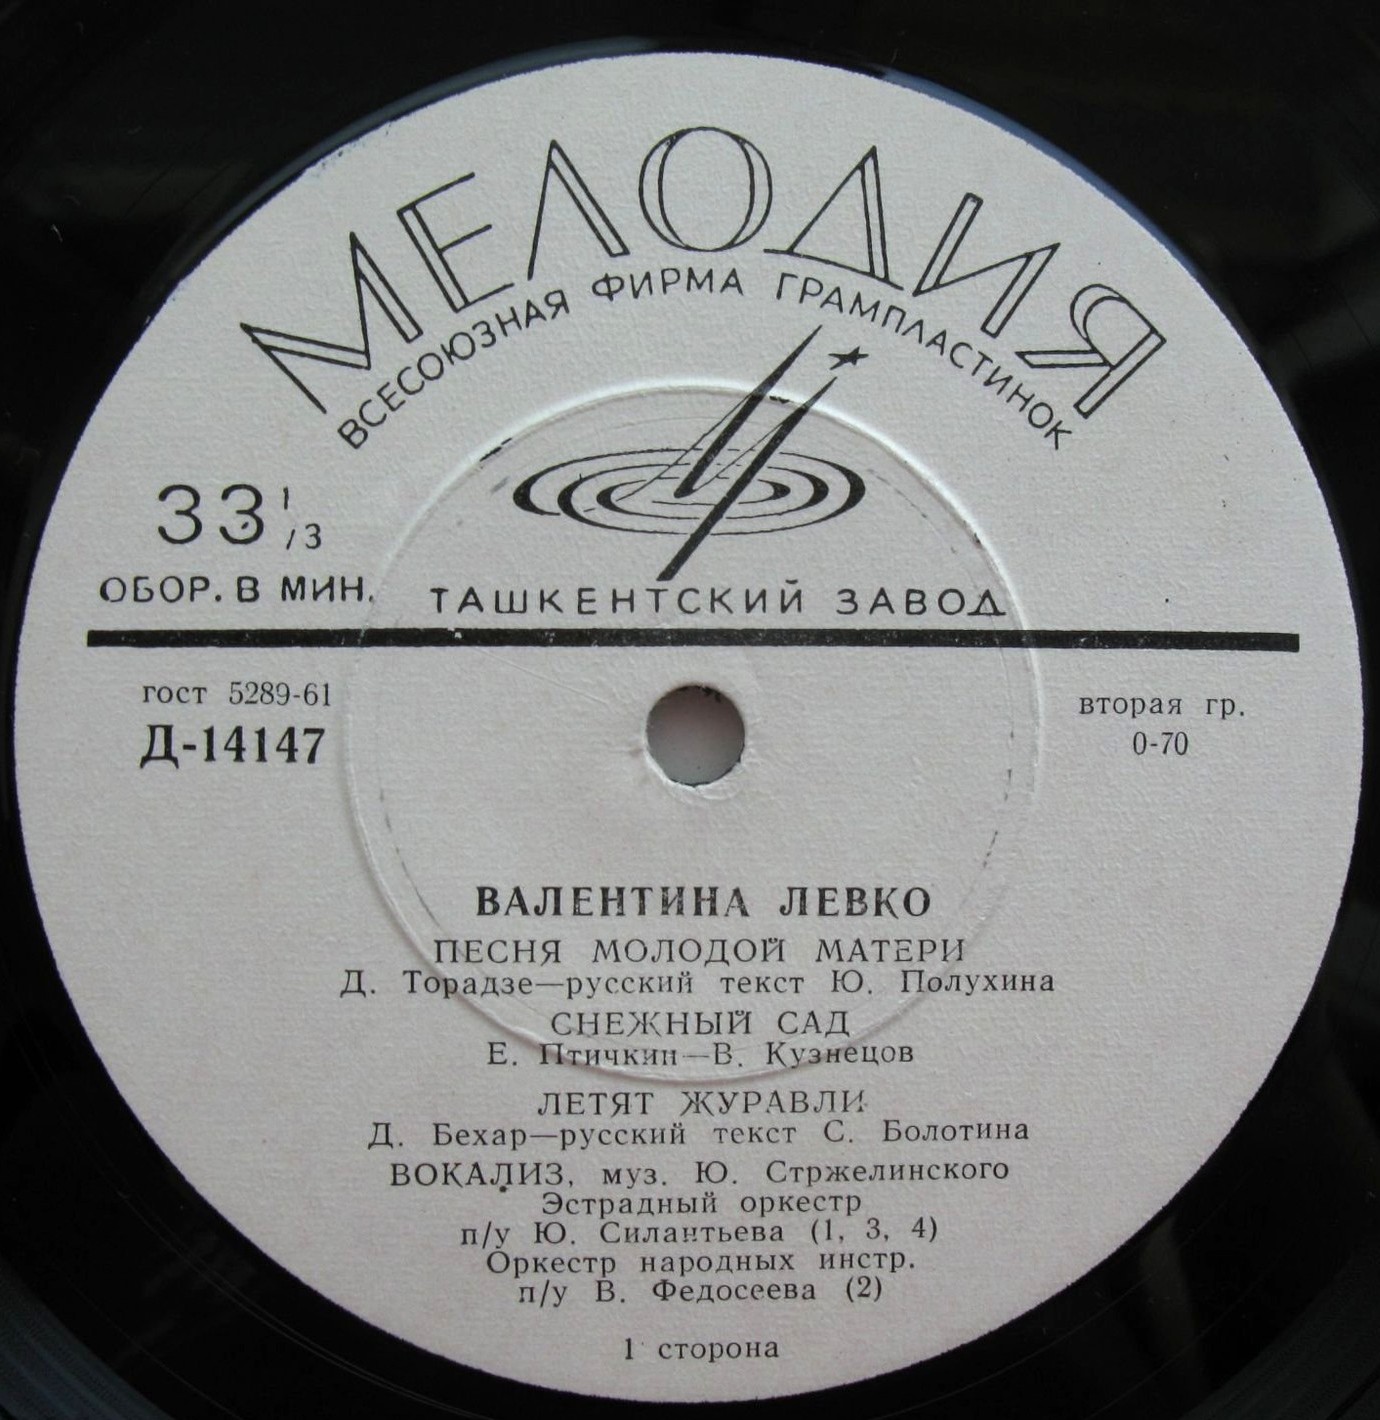 МЕЛОДИЯ
ВСЕСОЮЗНАЯ ФИРМА ГРАМПЛАСТИНОК
33 1/3
ОБОР. В МИН.
ТАШКЕНТСКИЙ ЗАВОД
гост 5289-61
Д-14147
вторая гр.
0-70
ВАЛЕНТИНА ЛЕВКО
ПЕСНЯ МОЛОДОЙ МАТЕРИ
Д. Торадзе—русский текст Ю. Полухина
СНЕЖНЫЙ САД
Е. Птичкин—В. Кузнецов
ЛЕТЯТ ЖУРАВЛИ
Д. Бехар—русский текст С. Болотина
ВОКАЛИЗ, муз. Ю. Стржелинского
Эстрадный оркестр
п/у Ю. Силантьева (1, 3, 4)
Оркестр народных инстр.
п/у В. Федосеева (2)
1 сторона